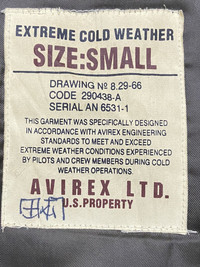 EXTREME COLD WEATHER
SIZE:SMALL
DRAWING Nº 8.29-66
CODE 290438-A
SERIAL AN 6531-1
THIS GARMENT WAS SPECIFICALLY DESIGNED
IN ACCORDANCE WITH AVIREX ENGINEERING
STANDARDS TO MEET AND EXCEED
EXTREME WEATHER CONDITIONS EXPERIENCED
BY PILOTS AND CREW MEMBERS DURING COLD
WEATHER OPERATIONS.
AVIREX LTD.
U.S. PROPERTY